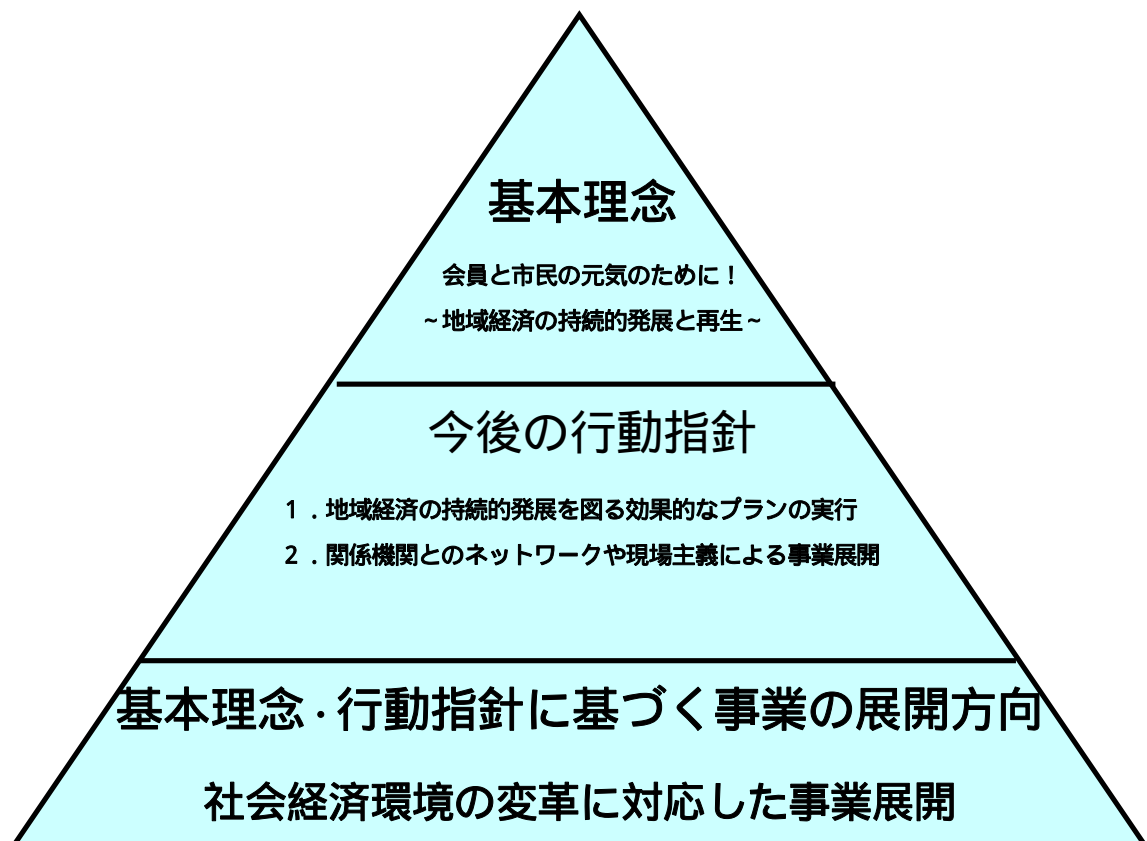 基本理念
会員と市民の元気のために！
~地域経済の持続的発展と再生~
今後の行動指針
１．地域経済の持続的発展を図る効果的なプランの実行
２．関係機関とのネットワークや現場主義による事業展開
基本理念・行動指針に基づく事業の展開方向
社会経済環境の変革に対応した事業展開